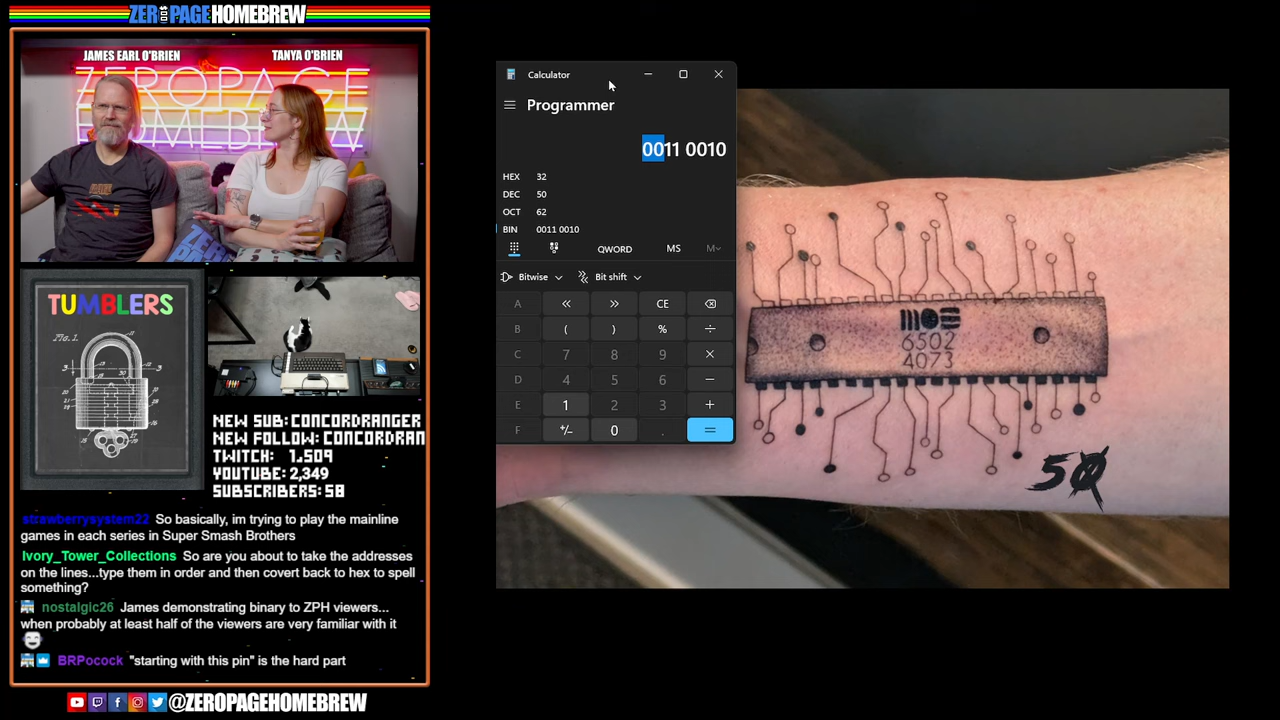 ZEROPAGEHOMEBREW
JAMES EARL O'BRIEN
TANYA O'BRIEN
ZEROPAGE
HOMEBREW
TUMBLERS
Fig. 1.
NEW SUB: CONCORDRANGER
NEW FOLLOW: CONCORDRAN
TWITCH: 1,509
YOUTUBE: 2,349
SUBSCRIBERS: 58
strawberrysystem22 So basically, im trying to play the mainline
games in each series in Super Smash Brothers
Ivory_Tower_Collections So are you about to take the addresses
on the lines...type them in order and then covert back to hex to spell
something?
nostalgic26 James demonstrating binary to ZPH viewers...
when probably at least half of the viewers are very familiar with it
BRPocock "starting with this pin" is the hard part
@ZEROPAGEHOMEBREW
Calculator
Programmer
0011 0010
HEX 32
DEC 50
OCT 62
BIN 0011 0010
QWORD MS M
Bitwise Bit shift
A << >> CE
B ( ) % ÷
C 7 8 9 ×
D 4 5 6 −
E 1 2 3 +
F +/− 0 . =
mos
6502
4073
50